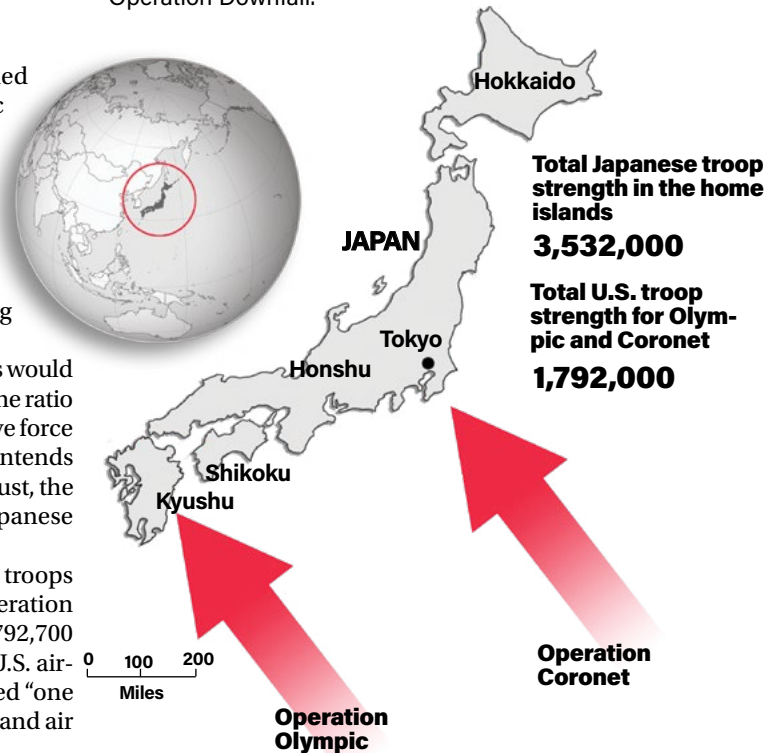 Operation Downfall.
ed
c
g
s would
he ratio
ve force
ntends
ust, the
panese
troops
eration
792,700
U.S. air-
ed “one
and air
Hokkaido
Total Japanese troop
strength in the home
islands
3,532,000
JAPAN
Total U.S. troop
strength for Olym-
pic and Coronet
1,792,000
Tokyo
Honshu
Shikoku
Kyushu
0 100 200
Miles
Operation
Coronet
Operation
Olympic